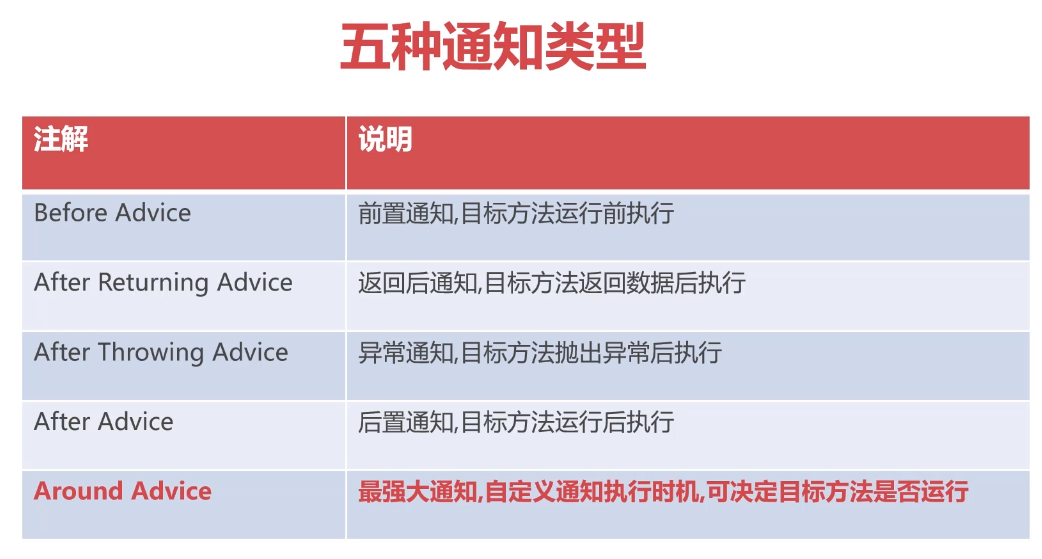 五种通知类型
注解 说明
Before Advice 前置通知,目标方法运行前执行
After Returning Advice 返回后通知,目标方法返回数据后执行
After Throwing Advice 异常通知,目标方法抛出异常后执行
After Advice 后置通知,目标方法运行后执行
Around Advice 最强大通知,自定义通知执行时机,可决定目标方法是否运行